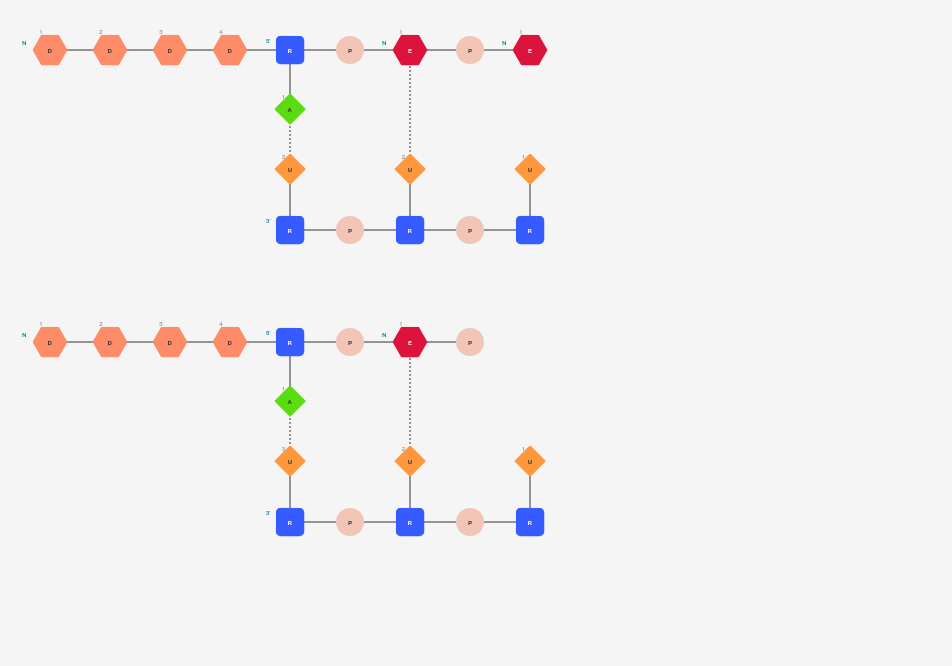 1 2 3 4 1 1
N D D D D 5' R P N E P N E
1
A
3 2 1
U U U
3' R P R P R
1 2 3 4 1
N D D D D 5' R P N E P
1
A
3 2 1
U U U
3' R P R P R